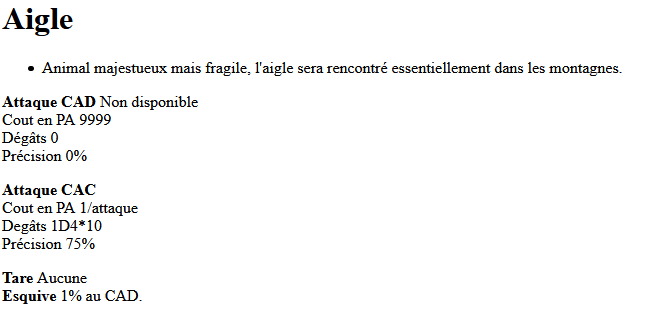 Aigle
Animal majestueux mais fragile, l'aigle sera rencontré essentiellement dans les montagnes.
Attaque CAD Non disponible
Cout en PA 9999
Dégâts 0
Précision 0%
Attaque CAC
Cout en PA 1/attaque
Degâts 1D4*10
Précision 75%
Tare Aucune
Esquive 1% au CAD.